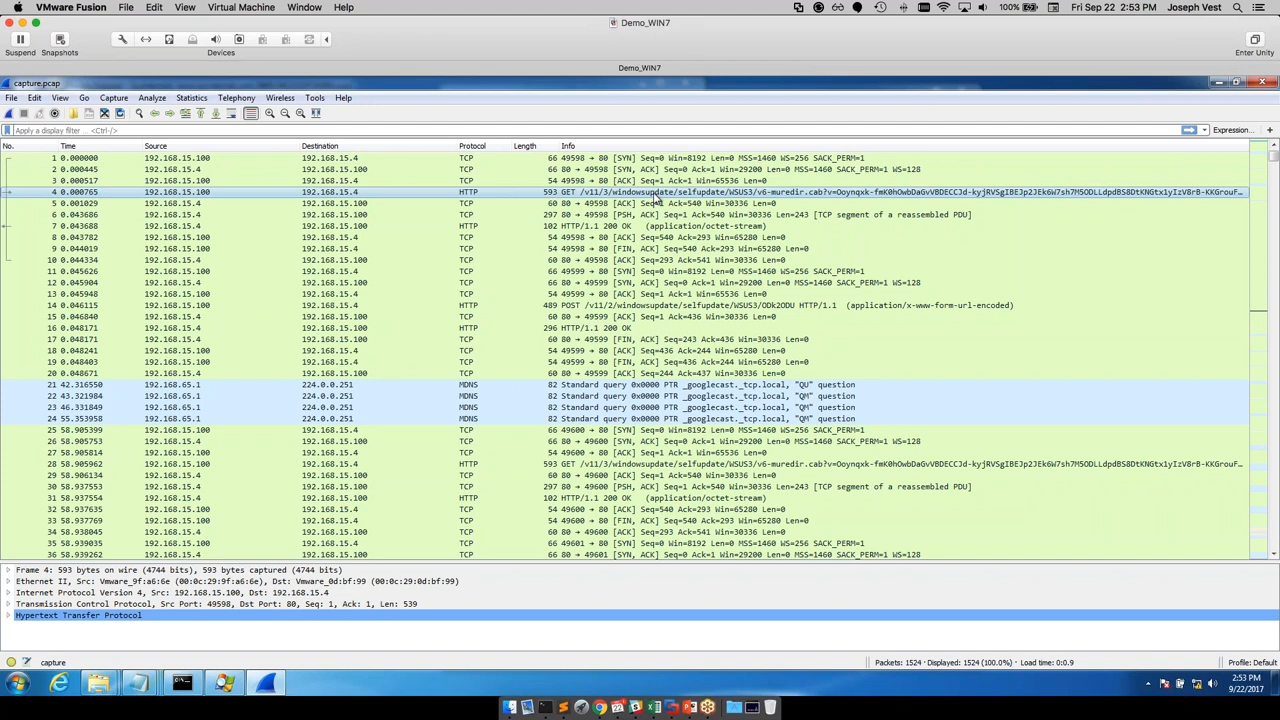 VMware Fusion File Edit View Virtual Machine Window Help 100% Fri Sep 22 2:53 PM Joseph Vest
Demo_WIN7
Suspend Snapshots Devices Enter Unity
Demo_WIN7
capture.pcap
File Edit View Go Capture Analyze Statistics Telephony Wireless Tools Help
Apply a display filter ... <Ctrl-/> Expression... +
No. Time Source Destination Protocol Length Info
1 0.000000 192.168.15.100 192.168.15.4 TCP 66 49598 → 80 [SYN] Seq=0 Win=8192 Len=0 MSS=1460 WS=256 SACK_PERM=1
2 0.000445 192.168.15.4 192.168.15.100 TCP 66 80 → 49598 [SYN, ACK] Seq=0 Ack=1 Win=29200 Len=0 MSS=1460 SACK_PERM=1 WS=128
3 0.000517 192.168.15.100 192.168.15.4 TCP 54 49598 → 80 [ACK] Seq=1 Ack=1 Win=65536 Len=0
4 0.000765 192.168.15.100 192.168.15.4 HTTP 593 GET /v11/3/windowsupdate/selfupdate/WSUS3/v6-muredir.cab?v=Ooynqxk-fmK0hOwbDaGvVBDECCJd-kyjRVSgIBEJp2JEk6W7sh7M5ODLLdpdBS8DtKNGtx1yIzV8rB-KKGrouF…
5 0.001029 192.168.15.4 192.168.15.100 TCP 60 80 → 49598 [ACK] Seq=1 Ack=540 Win=30336 Len=0
6 0.043686 192.168.15.4 192.168.15.100 TCP 297 80 → 49598 [PSH, ACK] Seq=1 Ack=540 Win=30336 Len=243 [TCP segment of a reassembled PDU]
7 0.043688 192.168.15.4 192.168.15.100 HTTP 102 HTTP/1.1 200 OK (application/octet-stream)
8 0.043782 192.168.15.100 192.168.15.4 TCP 54 49598 → 80 [ACK] Seq=540 Ack=293 Win=65280 Len=0
9 0.044019 192.168.15.100 192.168.15.4 TCP 54 49598 → 80 [FIN, ACK] Seq=540 Ack=293 Win=65280 Len=0
10 0.044334 192.168.15.4 192.168.15.100 TCP 60 80 → 49598 [ACK] Seq=293 Ack=541 Win=30336 Len=0
11 0.045626 192.168.15.100 192.168.15.4 TCP 66 49599 → 80 [SYN] Seq=0 Win=8192 Len=0 MSS=1460 WS=256 SACK_PERM=1
12 0.045904 192.168.15.4 192.168.15.100 TCP 66 80 → 49599 [SYN, ACK] Seq=0 Ack=1 Win=29200 Len=0 MSS=1460 SACK_PERM=1 WS=128
13 0.045948 192.168.15.100 192.168.15.4 TCP 54 49599 → 80 [ACK] Seq=1 Ack=1 Win=65536 Len=0
14 0.046115 192.168.15.100 192.168.15.4 HTTP 489 POST /v11/2/windowsupdate/selfupdate/WSUS3/ODk2ODU HTTP/1.1 (application/x-www-form-url-encoded)
15 0.046840 192.168.15.4 192.168.15.100 TCP 60 80 → 49599 [ACK] Seq=1 Ack=436 Win=30336 Len=0
16 0.048171 192.168.15.4 192.168.15.100 HTTP 296 HTTP/1.1 200 OK
17 0.048171 192.168.15.4 192.168.15.100 TCP 60 80 → 49599 [FIN, ACK] Seq=243 Ack=436 Win=30336 Len=0
18 0.048241 192.168.15.100 192.168.15.4 TCP 54 49599 → 80 [ACK] Seq=436 Ack=244 Win=65280 Len=0
19 0.048403 192.168.15.100 192.168.15.4 TCP 54 49599 → 80 [FIN, ACK] Seq=436 Ack=244 Win=65280 Len=0
20 0.048671 192.168.15.4 192.168.15.100 TCP 60 80 → 49599 [ACK] Seq=244 Ack=437 Win=30336 Len=0
21 42.316550 192.168.65.1 224.0.0.251 MDNS 82 Standard query 0x0000 PTR _googlecast._tcp.local, "QU" question
22 43.321984 192.168.65.1 224.0.0.251 MDNS 82 Standard query 0x0000 PTR _googlecast._tcp.local, "QM" question
23 46.331849 192.168.65.1 224.0.0.251 MDNS 82 Standard query 0x0000 PTR _googlecast._tcp.local, "QM" question
24 55.353958 192.168.65.1 224.0.0.251 MDNS 82 Standard query 0x0000 PTR _googlecast._tcp.local, "QM" question
25 58.905399 192.168.15.100 192.168.15.4 TCP 66 49600 → 80 [SYN] Seq=0 Win=8192 Len=0 MSS=1460 WS=256 SACK_PERM=1
26 58.905753 192.168.15.4 192.168.15.100 TCP 66 80 → 49600 [SYN, ACK] Seq=0 Ack=1 Win=29200 Len=0 MSS=1460 SACK_PERM=1 WS=128
27 58.905814 192.168.15.100 192.168.15.4 TCP 54 49600 → 80 [ACK] Seq=1 Ack=1 Win=65536 Len=0
28 58.905962 192.168.15.100 192.168.15.4 HTTP 593 GET /v11/3/windowsupdate/selfupdate/WSUS3/v6-muredir.cab?v=Ooynqxk-fmK0hOwbDaGvVBDECCJd-kyjRVSgIBEJp2JEk6W7sh7M5ODLLdpdBS8DtKNGtx1yIzV8rB-KKGrouF…
29 58.906134 192.168.15.4 192.168.15.100 TCP 60 80 → 49600 [ACK] Seq=1 Ack=540 Win=30336 Len=0
30 58.937553 192.168.15.4 192.168.15.100 TCP 297 80 → 49600 [PSH, ACK] Seq=1 Ack=540 Win=30336 Len=243 [TCP segment of a reassembled PDU]
31 58.937554 192.168.15.4 192.168.15.100 HTTP 102 HTTP/1.1 200 OK (application/octet-stream)
32 58.937635 192.168.15.100 192.168.15.4 TCP 54 49600 → 80 [ACK] Seq=540 Ack=293 Win=65280 Len=0
33 58.937769 192.168.15.100 192.168.15.4 TCP 54 49600 → 80 [FIN, ACK] Seq=540 Ack=293 Win=65280 Len=0
34 58.938045 192.168.15.4 192.168.15.100 TCP 60 80 → 49600 [ACK] Seq=293 Ack=541 Win=30336 Len=0
35 58.939035 192.168.15.100 192.168.15.4 TCP 66 49601 → 80 [SYN] Seq=0 Win=8192 Len=0 MSS=1460 WS=256 SACK_PERM=1
36 58.939262 192.168.15.4 192.168.15.100 TCP 66 80 → 49601 [SYN, ACK] Seq=0 Ack=1 Win=29200 Len=0 MSS=1460 SACK_PERM=1 WS=128
Frame 4: 593 bytes on wire (4744 bits), 593 bytes captured (4744 bits)
Ethernet II, Src: Vmware_9f:a6:6e (00:0c:29:9f:a6:6e), Dst: Vmware_0d:bf:99 (00:0c:29:0d:bf:99)
Internet Protocol Version 4, Src: 192.168.15.100, Dst: 192.168.15.4
Transmission Control Protocol, Src Port: 49598, Dst Port: 80, Seq: 1, Ack: 1, Len: 539
Hypertext Transfer Protocol
capture Packets: 1524 · Displayed: 1524 (100.0%) · Load time: 0:0.9 Profile: Default
2:53 PM
9/22/2017